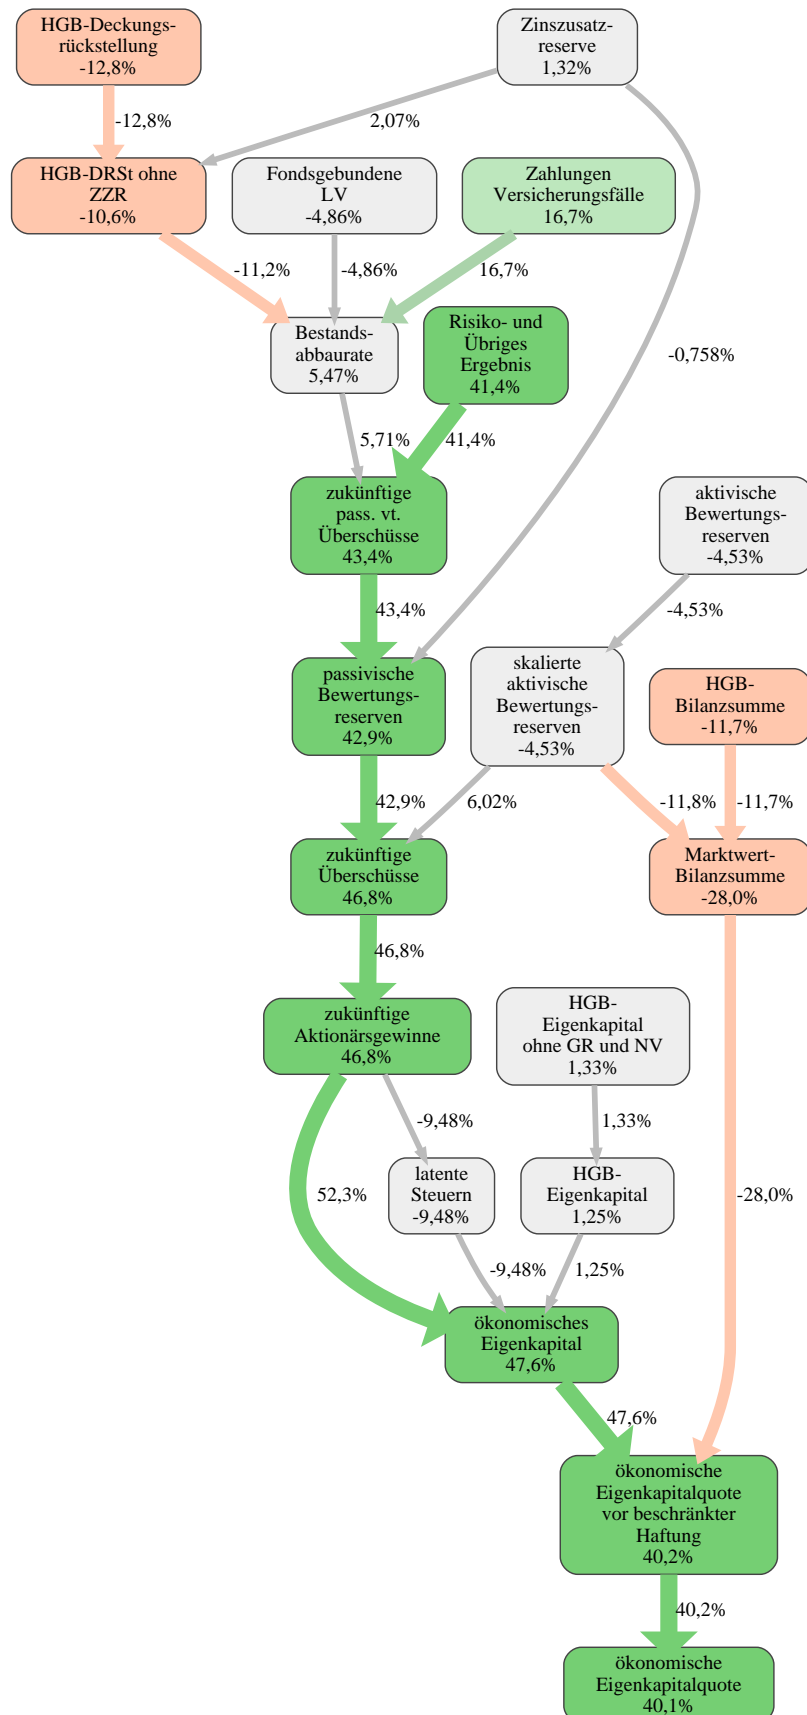 HGB-Deckungs-
rückstellung
-12,8%
Zinszusatz-
reserve
1,32%
-12,8%
2,07%
HGB-DRSt ohne
ZZR
-10,6%
Fondsgebundene
LV
-4,86%
Zahlungen
Versicherungsfälle
16,7%
-11,2%
-4,86%
16,7%
Bestands-
abbaurate
5,47%
Risiko- und
Übriges
Ergebnis
41,4%
-0,758%
5,71%
41,4%
zukünftige
pass. vt.
Überschüsse
43,4%
aktivische
Bewertungs-
reserven
-4,53%
43,4%
-4,53%
passivische
Bewertungs-
reserven
42,9%
skalierte
aktivische
Bewertungs-
reserven
-4,53%
HGB-
Bilanzsumme
-11,7%
42,9%
6,02%
-11,8%
-11,7%
zukünftige
Überschüsse
46,8%
Marktwert-
Bilanzsumme
-28,0%
46,8%
zukünftige
Aktionärsgewinne
46,8%
HGB-
Eigenkapital
ohne GR und NV
1,33%
-9,48%
1,33%
52,3%
latente
Steuern
-9,48%
HGB-
Eigenkapital
1,25%
-28,0%
-9,48%
1,25%
ökonomisches
Eigenkapital
47,6%
47,6%
ökonomische
Eigenkapitalquote
vor beschränkter
Haftung
40,2%
40,2%
ökonomische
Eigenkapitalquote
40,1%